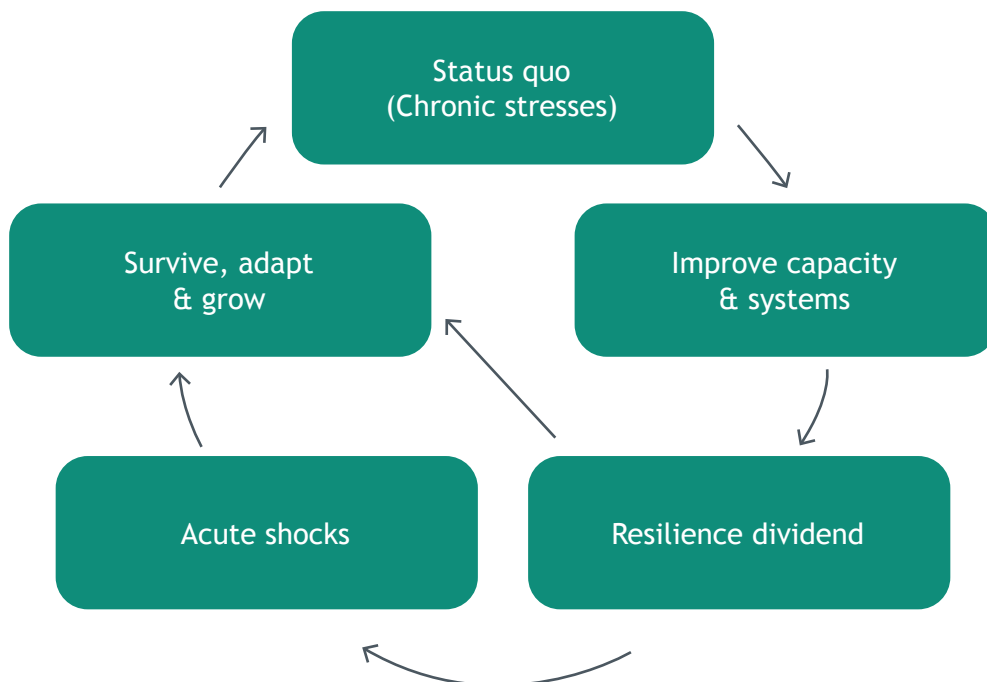 Status quo
(Chronic stresses)
Survive, adapt
& grow
Improve capacity
& systems
Acute shocks
Resilience dividend